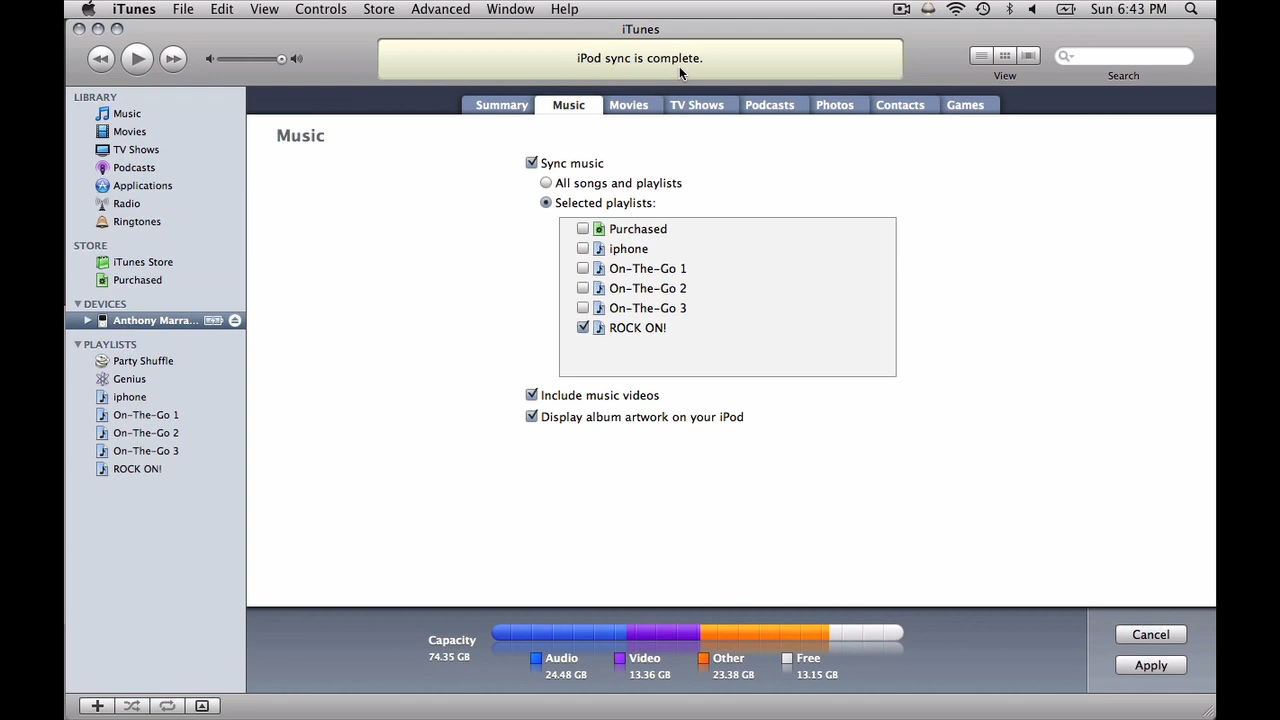 iTunes File Edit View Controls Store Advanced Window Help Sun 6:43 PM
iTunes
iPod sync is complete.
View
Search
LIBRARY
Music
Movies
TV Shows
Podcasts
Applications
Radio
Ringtones
STORE
iTunes Store
Purchased
DEVICES
Anthony Marra...
PLAYLISTS
Party Shuffle
Genius
iphone
On-The-Go 1
On-The-Go 2
On-The-Go 3
ROCK ON!
Summary Music Movies TV Shows Podcasts Photos Contacts Games
Music
Sync music
All songs and playlists
Selected playlists:
Purchased
iphone
On-The-Go 1
On-The-Go 2
On-The-Go 3
ROCK ON!
Include music videos
Display album artwork on your iPod
Capacity
74.35 GB
Audio
24.48 GB
Video
13.36 GB
Other
23.38 GB
Free
13.15 GB
Cancel
Apply